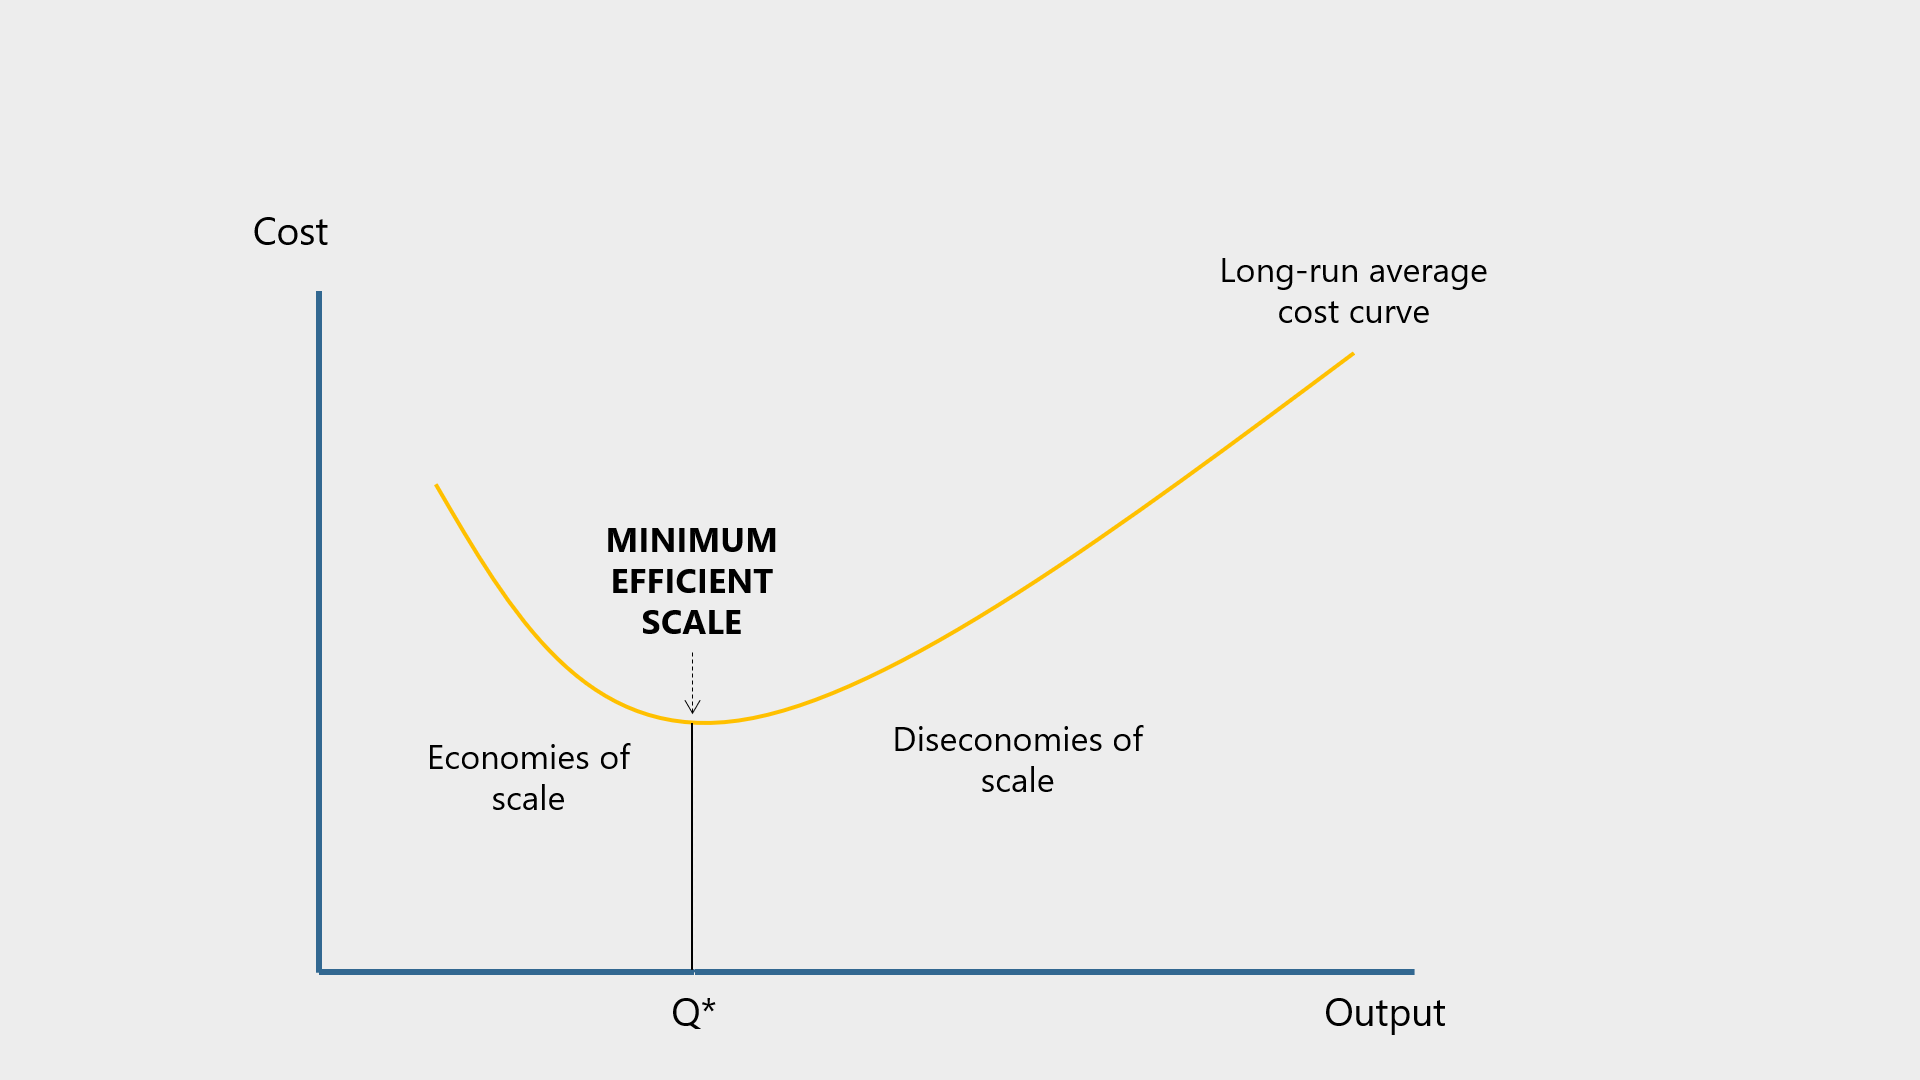 Cost
Long-run average
cost curve
MINIMUM
EFFICIENT
SCALE
Economies of
scale
Diseconomies of
scale
Q*
Output